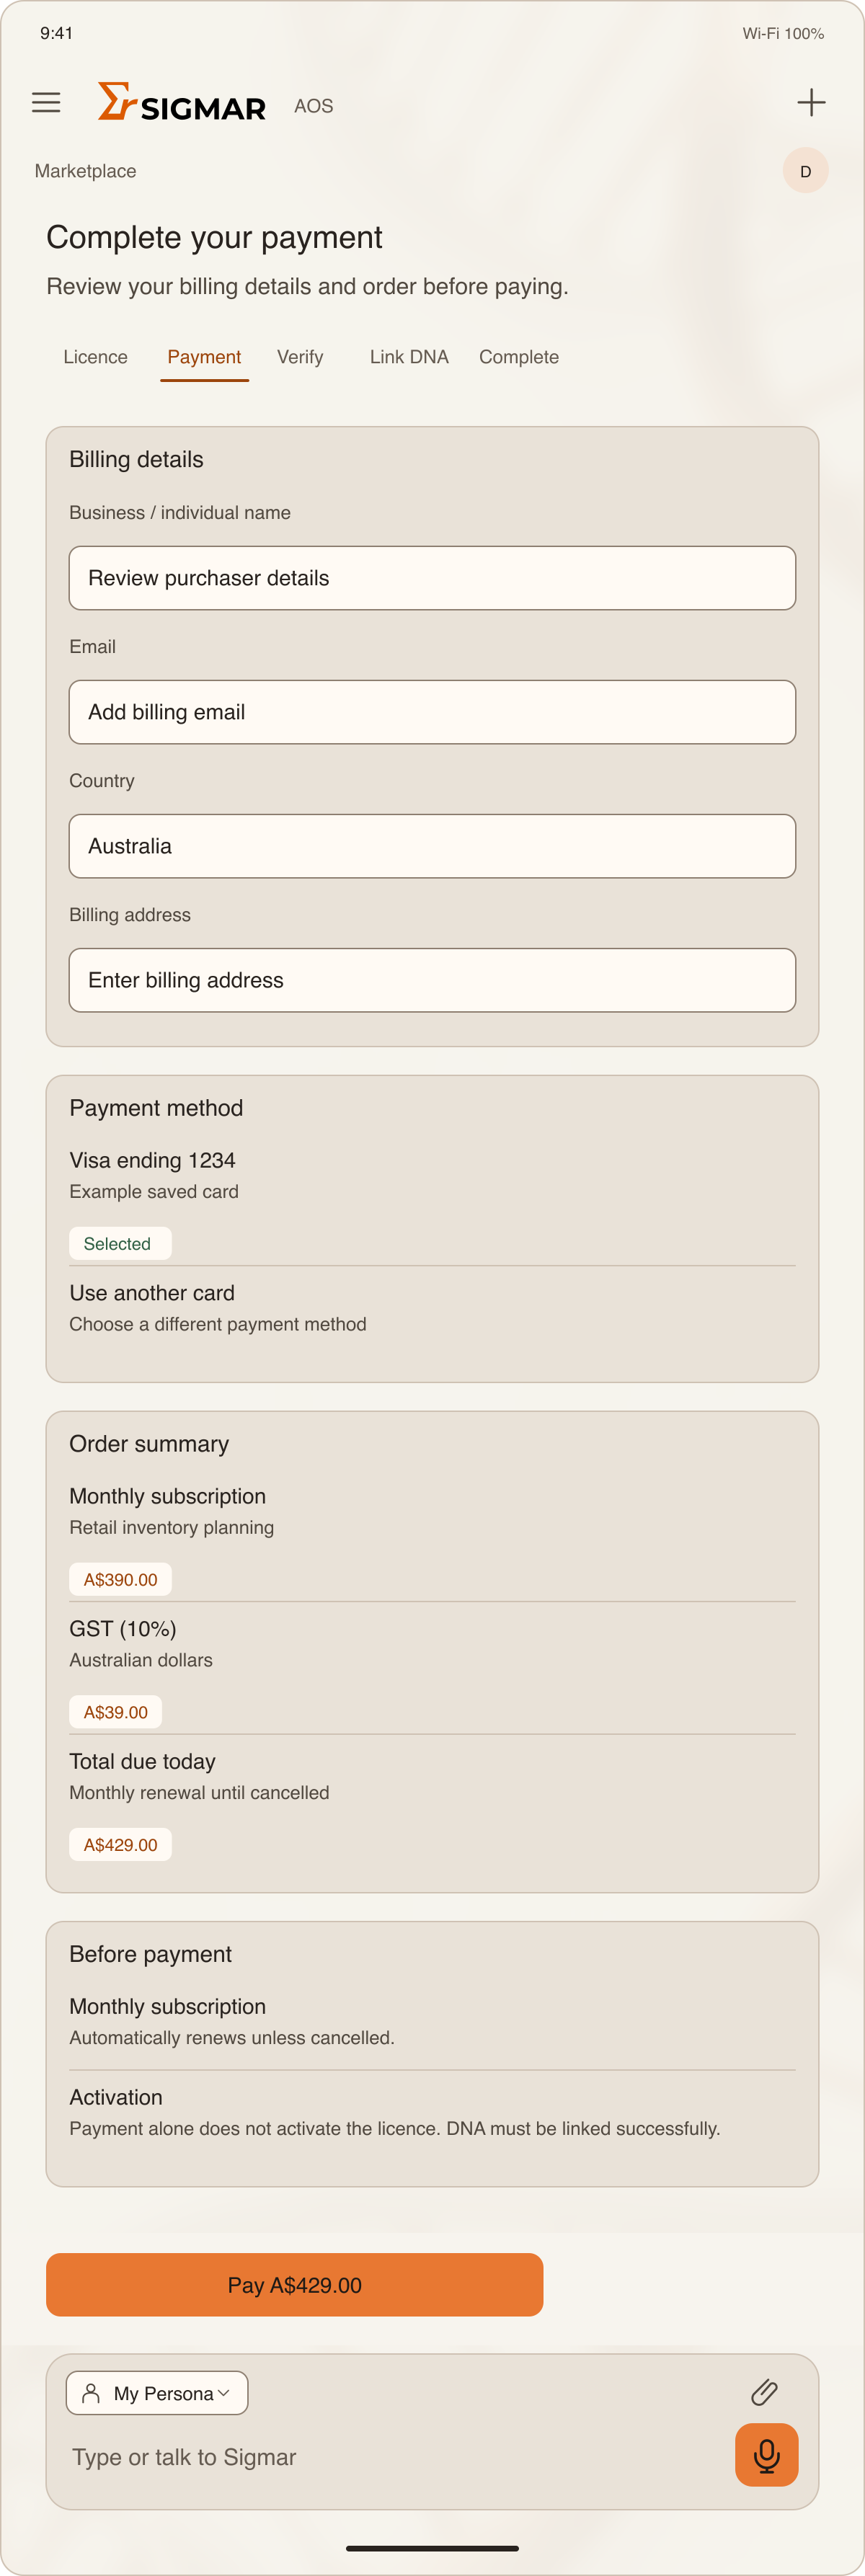 9:41
Wi-Fi 100%
Σr SIGMAR AOS
Marketplace
D
Complete your payment
Review your billing details and order before paying.
Licence Payment Verify Link DNA Complete
Billing details
Business / individual name
Review purchaser details
Email
Add billing email
Country
Australia
Billing address
Enter billing address
Payment method
Visa ending 1234
Example saved card
Selected
Use another card
Choose a different payment method
Order summary
Monthly subscription
Retail inventory planning
A$390.00
GST (10%)
Australian dollars
A$39.00
Total due today
Monthly renewal until cancelled
A$429.00
Before payment
Monthly subscription
Automatically renews unless cancelled.
Activation
Payment alone does not activate the licence. DNA must be linked successfully.
Pay A$429.00
My Persona
Type or talk to Sigmar